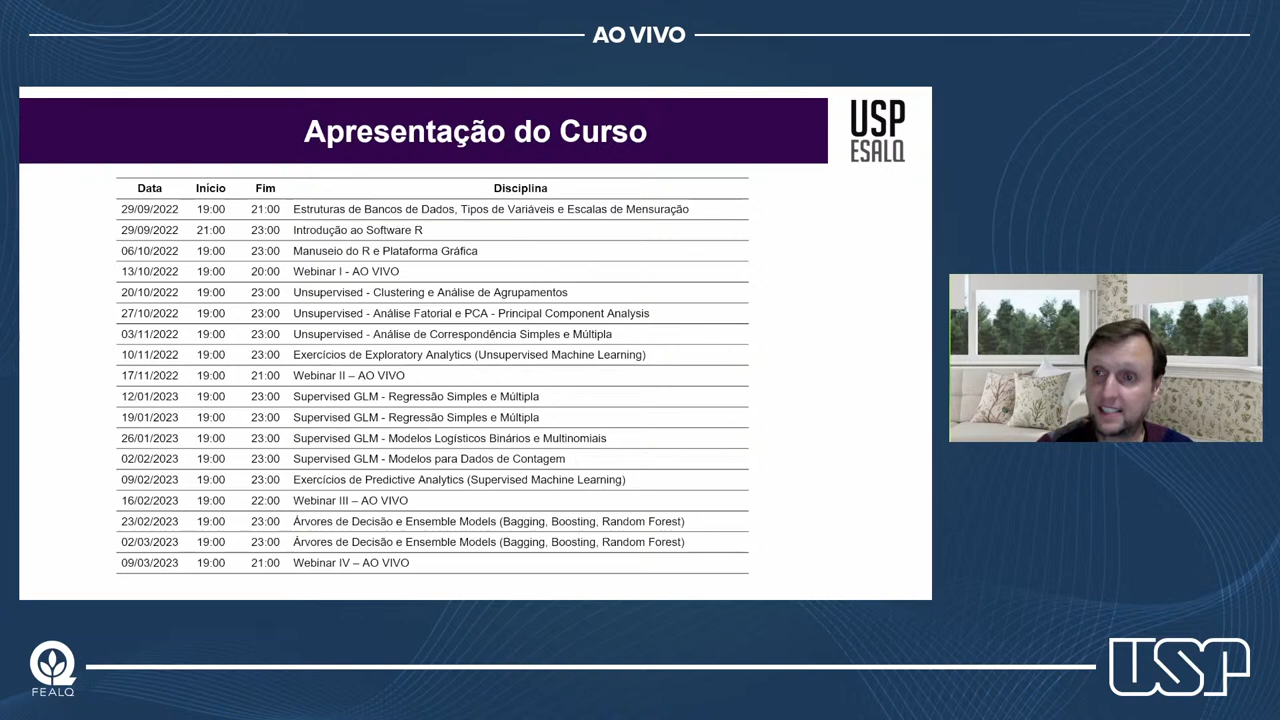 AO VIVO
Apresentação do Curso
USP
ESALQ
Data Início Fim Disciplina
29/09/2022 19:00 21:00 Estruturas de Bancos de Dados, Tipos de Variáveis e Escalas de Mensuração
29/09/2022 21:00 23:00 Introdução ao Software R
06/10/2022 19:00 23:00 Manuseio do R e Plataforma Gráfica
13/10/2022 19:00 20:00 Webinar I - AO VIVO
20/10/2022 19:00 23:00 Unsupervised - Clustering e Análise de Agrupamentos
27/10/2022 19:00 23:00 Unsupervised - Análise Fatorial e PCA - Principal Component Analysis
03/11/2022 19:00 23:00 Unsupervised - Análise de Correspondência Simples e Múltipla
10/11/2022 19:00 23:00 Exercícios de Exploratory Analytics (Unsupervised Machine Learning)
17/11/2022 19:00 21:00 Webinar II – AO VIVO
12/01/2023 19:00 23:00 Supervised GLM - Regressão Simples e Múltipla
19/01/2023 19:00 23:00 Supervised GLM - Regressão Simples e Múltipla
26/01/2023 19:00 23:00 Supervised GLM - Modelos Logísticos Binários e Multinomiais
02/02/2023 19:00 23:00 Supervised GLM - Modelos para Dados de Contagem
09/02/2023 19:00 23:00 Exercícios de Predictive Analytics (Supervised Machine Learning)
16/02/2023 19:00 22:00 Webinar III – AO VIVO
23/02/2023 19:00 23:00 Árvores de Decisão e Ensemble Models (Bagging, Boosting, Random Forest)
02/03/2023 19:00 23:00 Árvores de Decisão e Ensemble Models (Bagging, Boosting, Random Forest)
09/03/2023 19:00 21:00 Webinar IV – AO VIVO
FEALQ
USP